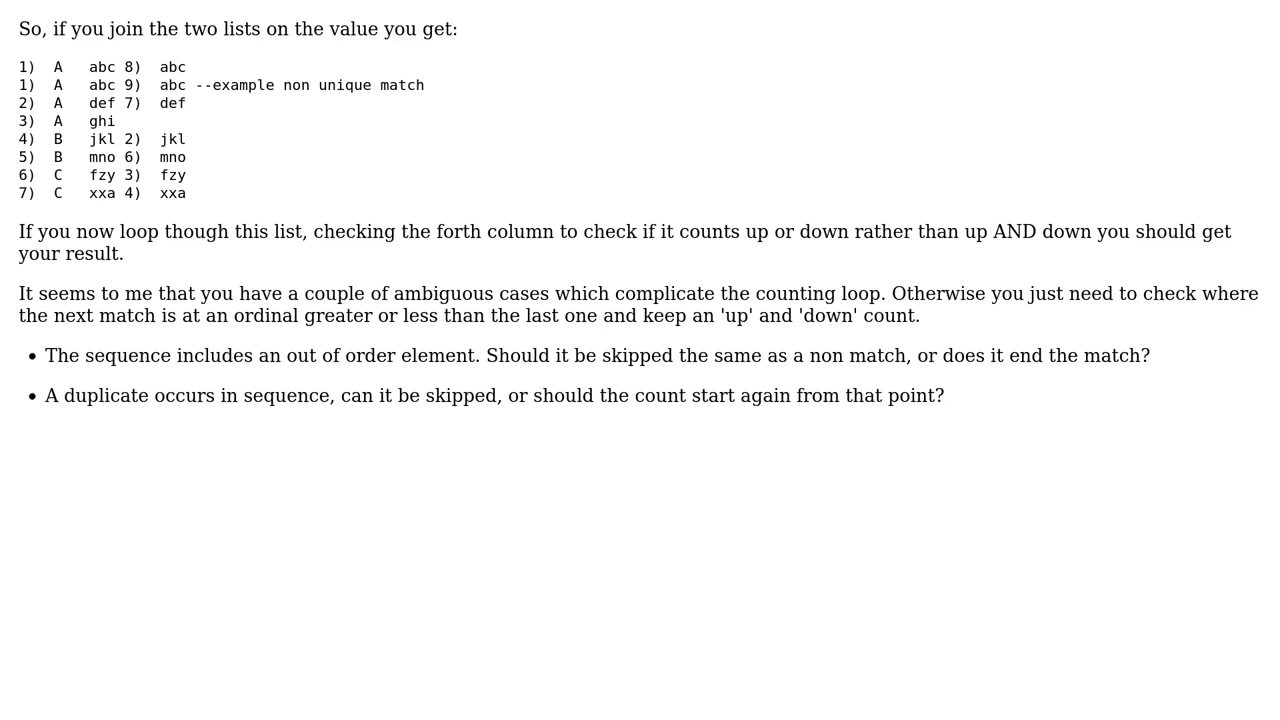 So, if you join the two lists on the value you get:
1)  A   abc 8)  abc
1)  A   abc 9)  abc --example non unique match
2)  A   def 7)  def
3)  A   ghi
4)  B   jkl 2)  jkl
5)  B   mno 6)  mno
6)  C   fzy 3)  fzy
7)  C   xxa 4)  xxa
If you now loop though this list, checking the forth column to check if it counts up or down rather than up AND down you should get
your result.
It seems to me that you have a couple of ambiguous cases which complicate the counting loop. Otherwise you just need to check where
the next match is at an ordinal greater or less than the last one and keep an 'up' and 'down' count.
• The sequence includes an out of order element. Should it be skipped the same as a non match, or does it end the match?
• A duplicate occurs in sequence, can it be skipped, or should the count start again from that point?